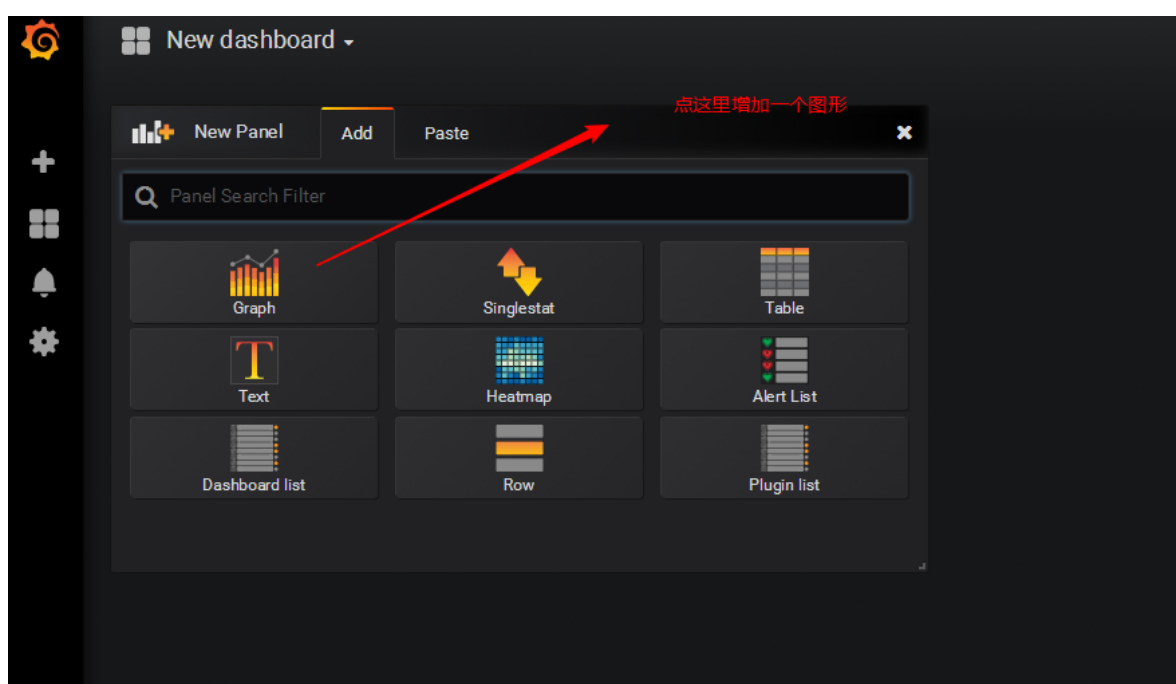 New dashboard
点这里增加一个图形
New Panel
Add
Paste
Panel Search Filter
Graph
Singlestat
Table
Text
Heatmap
Alert List
Dashboard list
Row
Plugin list